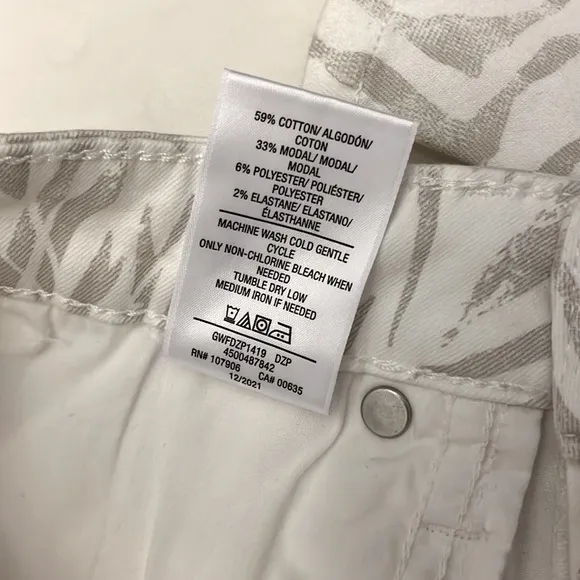 59% COTTON/ ALGODÓN/
COTON
33% MODAL/ MODAL/
MODAL
6% POLYESTER/ POLIÉSTER/
POLYESTER
2% ELASTANE/ ELASTANO/
ÉLASTHANNE
MACHINE WASH COLD GENTLE
CYCLE
ONLY NON-CHLORINE BLEACH WHEN
NEEDED
TUMBLE DRY LOW
MEDIUM IRON IF NEEDED
GWFDZP1419 DZP
4500487842
RN# 107906 CA# 00635
12/2021